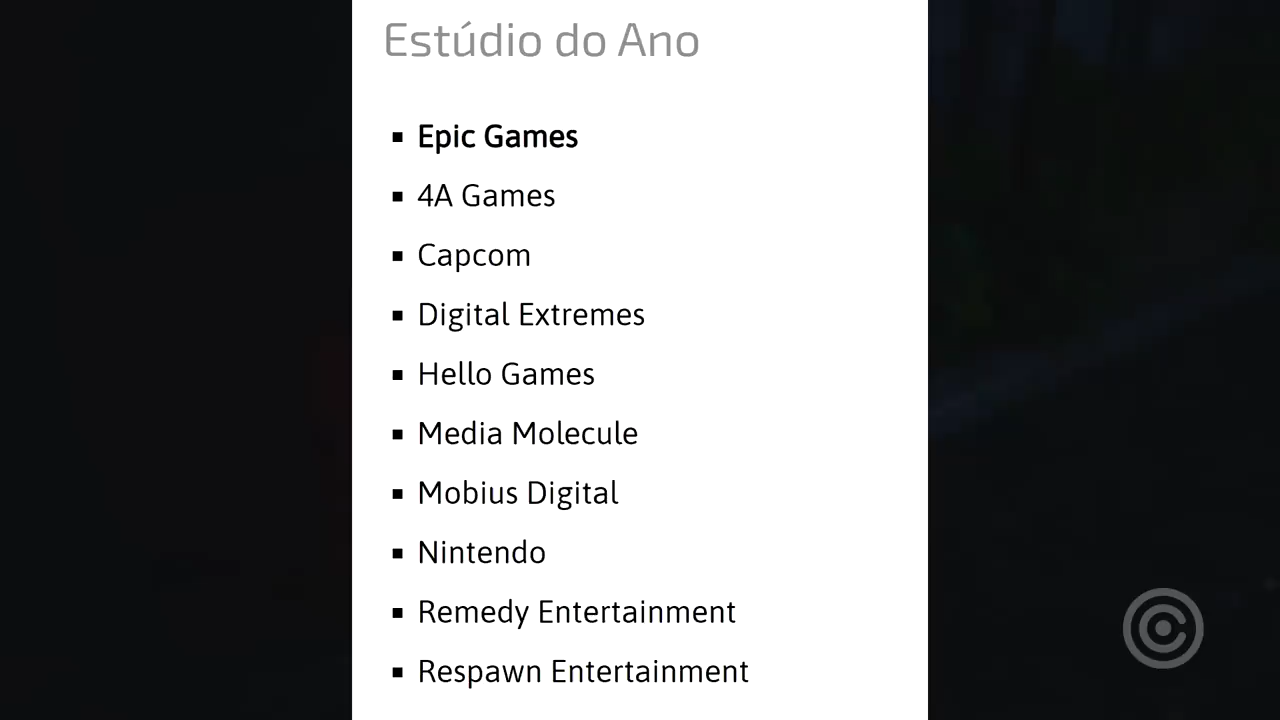 Estúdio do Ano
Epic Games
4A Games
Capcom
Digital Extremes
Hello Games
Media Molecule
Mobius Digital
Nintendo
Remedy Entertainment
Respawn Entertainment